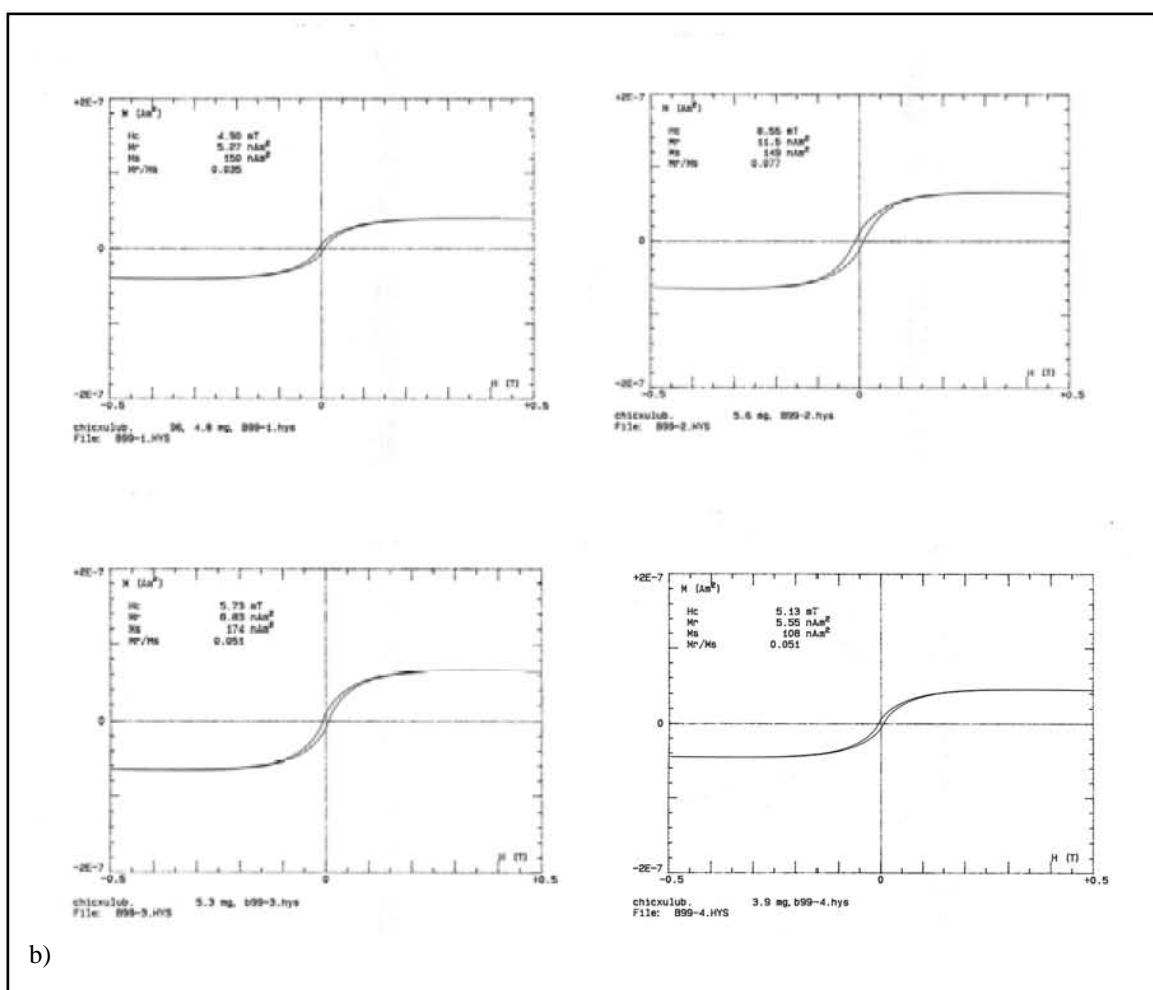 +2E-7
M (Am²)
Hc 4.50 mT
Mr 5.27 nAm²
Ms 150 nAm²
Mr/Ms 0.035
0
-2E-7
H (T)
-0.5 0 +0.5
chicxulub. 96, 4.8 mg, B99-1.hys
File: B99-1.HYS
+2E-7
M (Am²)
Hc 8.55 mT
Mr 11.5 nAm²
Ms 149 nAm²
Mr/Ms 0.077
0
-2E-7
H (T)
-0.5 0 +0.5
chicxulub. 5.6 mg, B99-2.hys
File: B99-2.HYS
+2E-7
M (Am²)
Hc 5.73 mT
Mr 8.83 nAm²
Ms 174 nAm²
Mr/Ms 0.051
0
-2E-7
H (T)
-0.5 0 +0.5
chicxulub. 5.3 mg, b99-3.hys
File: B99-3.HYS
+2E-7
M (Am²)
Hc 5.13 mT
Mr 5.55 nAm²
Ms 108 nAm²
Mr/Ms 0.051
0
-2E-7
H (T)
-0.5 0 +0.5
chicxulub. 3.9 mg, b99-4.hys
File: B99-4.HYS
b)